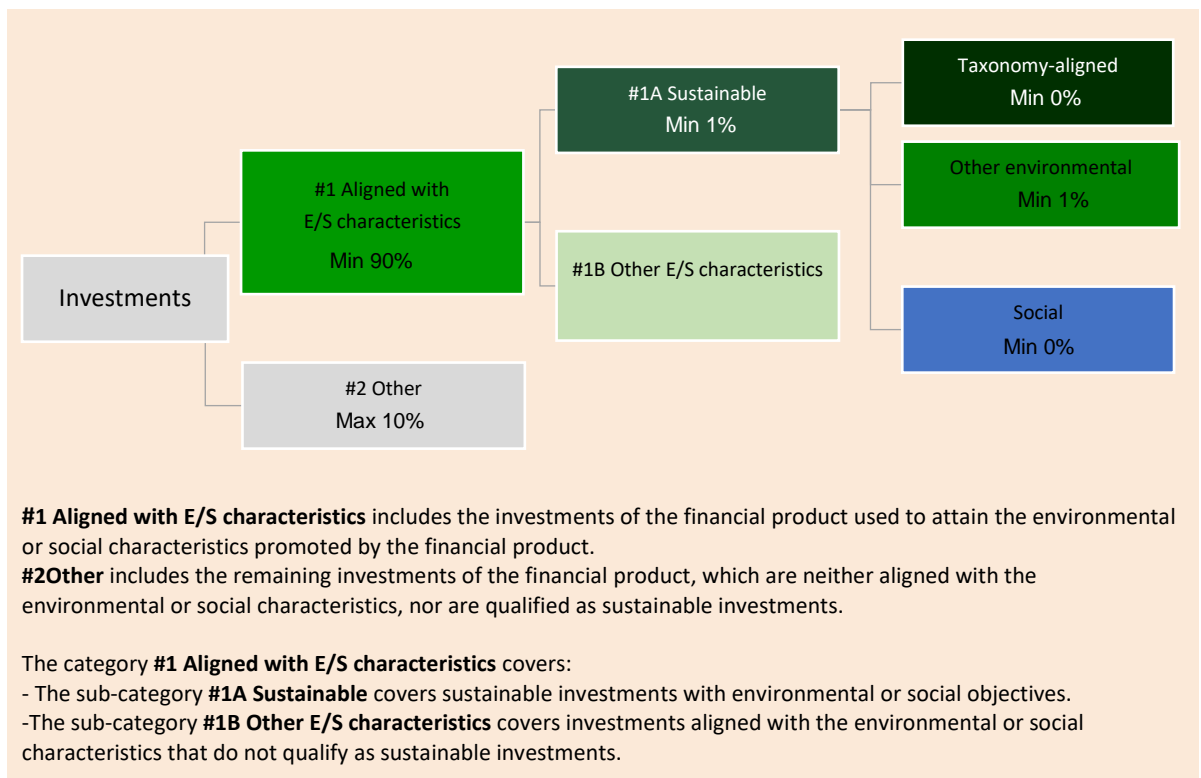 Investments
#1 Aligned with
E/S characteristics
Min 90%
#2 Other
Max 10%
#1A Sustainable
Min 1%
#1B Other E/S characteristics
Taxonomy-aligned
Min 0%
Other environmental
Min 1%
Social
Min 0%
#1 Aligned with E/S characteristics includes the investments of the financial product used to attain the environmental
or social characteristics promoted by the financial product.
#2Other includes the remaining investments of the financial product, which are neither aligned with the
environmental or social characteristics, nor are qualified as sustainable investments.
The category #1 Aligned with E/S characteristics covers:
- The sub-category #1A Sustainable covers sustainable investments with environmental or social objectives.
-The sub-category #1B Other E/S characteristics covers investments aligned with the environmental or social
characteristics that do not qualify as sustainable investments.